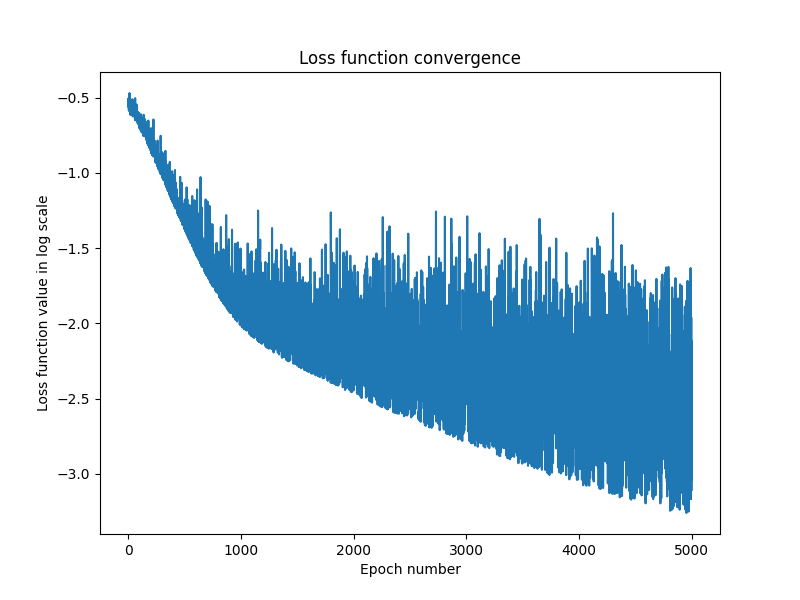 Loss function convergence
Loss function value in log scale
−0.5
−1.0
−1.5
−2.0
−2.5
−3.0
0 1000 2000 3000 4000 5000
Epoch number